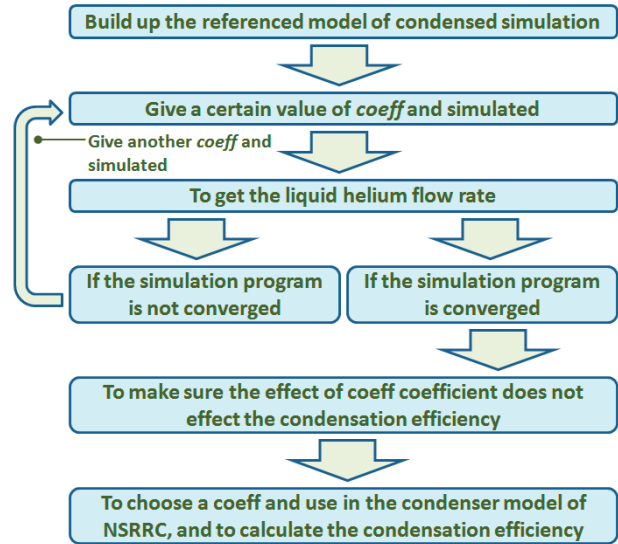 Build up the referenced model of condensed simulation
Give a certain value of coeff and simulated
Give another coeff and
simulated
To get the liquid helium flow rate
If the simulation program
is not converged
If the simulation program
is converged
To make sure the effect of coeff coefficient does not
effect the condensation efficiency
To choose a coeff and use in the condenser model of
NSRRC, and to calculate the condensation efficiency